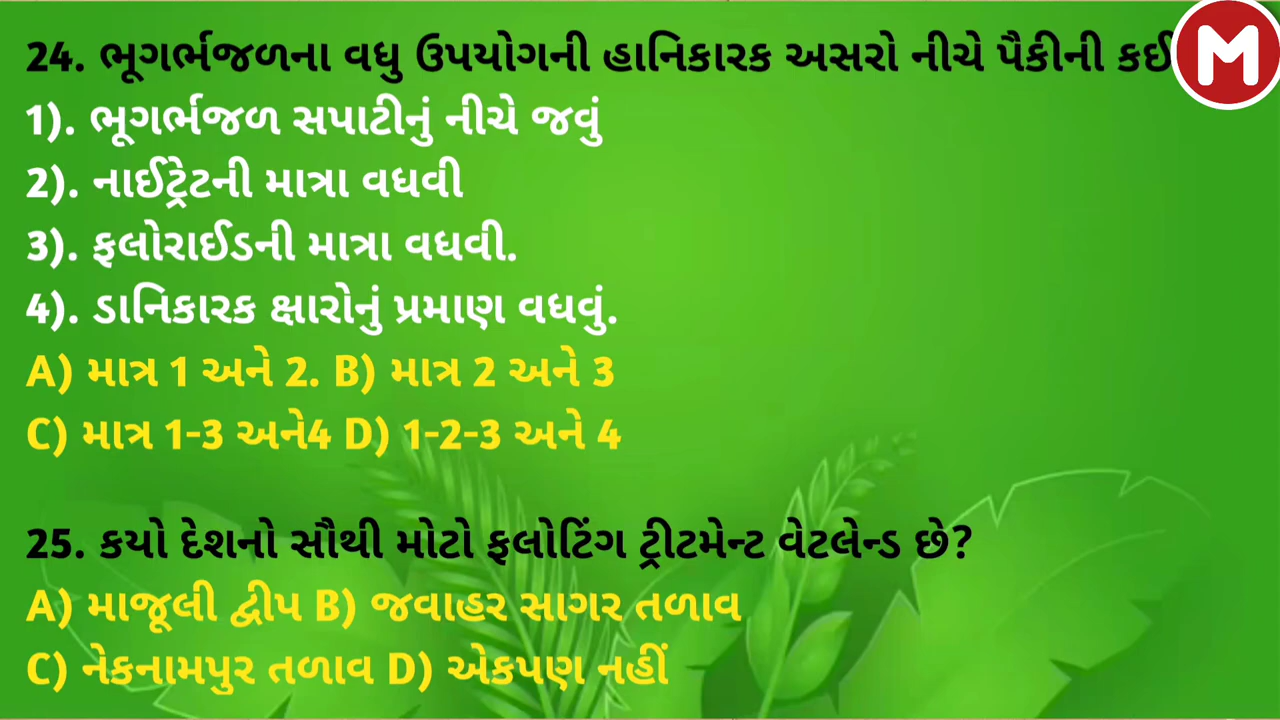 24. ભૂગર્ભજળના વધુ ઉપયોગની હાનિકારક અસરો નીચે પૈકીની કઈ
M
1). ભૂગર્ભજળ સપાટીનું નીચે જવું
2). નાઈટ્રેટની માત્રા વધવી
3). ફલોરાઈડની માત્રા વધવી.
4). ડાનિકારક ક્ષારોનું પ્રમાણ વધવું.
A) માત્ર 1 અને 2. B) માત્ર 2 અને 3
C) માત્ર 1-3 અને4 D) 1-2-3 અને 4
25. કયો દેશનો સૌથી મોટો ફલોટિંગ ટ્રીટમેન્ટ વેટલેન્ડ છે?
A) માજૂલી દ્વીપ B) જવાહર સાગર તળાવ
C) નેકનામપુર તળાવ D) એકપણ નહીં